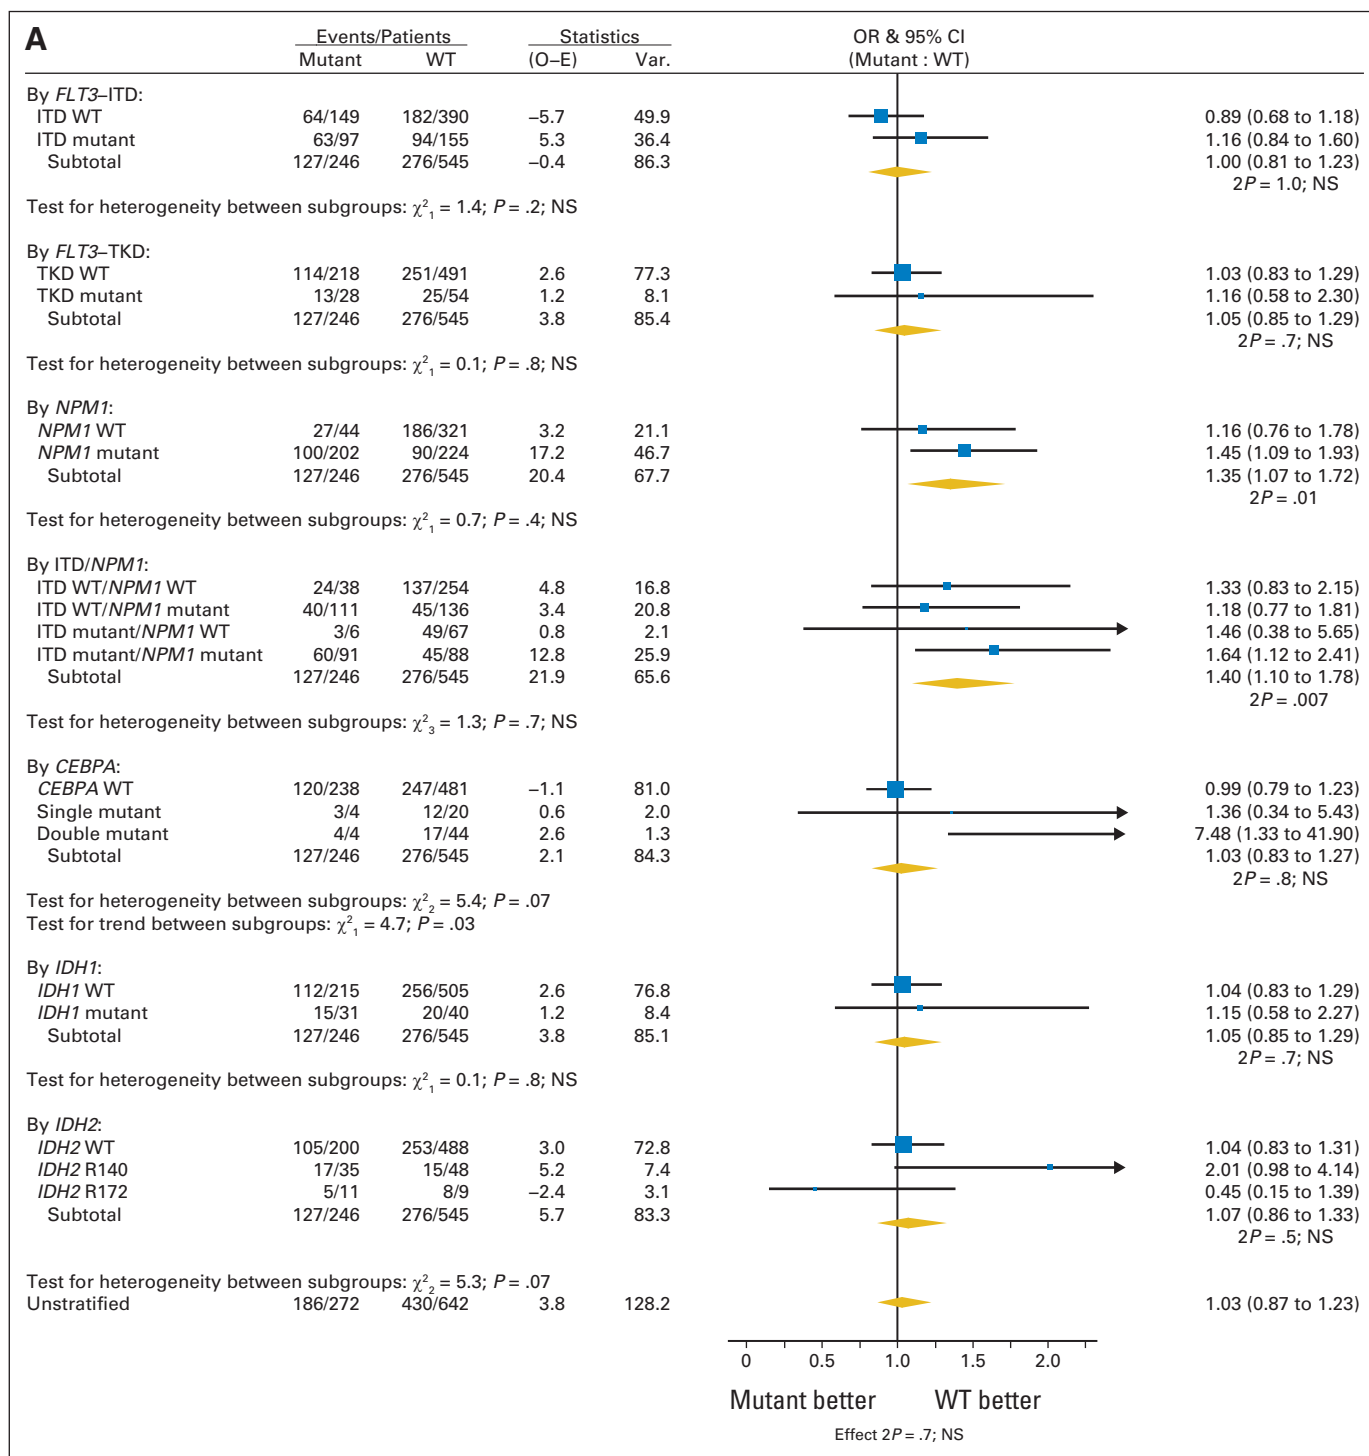 A Events/Patients Statistics OR & 95% CI
Mutant WT (O–E) Var. (Mutant : WT)
By FLT3–ITD:
ITD WT 64/149 182/390 –5.7 49.9 0.89 (0.68 to 1.18)
ITD mutant 63/97 94/155 5.3 36.4 1.16 (0.84 to 1.60)
Subtotal 127/246 276/545 –0.4 86.3 1.00 (0.81 to 1.23)
2P = 1.0; NS
Test for heterogeneity between subgroups: χ²₁ = 1.4; P = .2; NS
By FLT3–TKD:
TKD WT 114/218 251/491 2.6 77.3 1.03 (0.83 to 1.29)
TKD mutant 13/28 25/54 1.2 8.1 1.16 (0.58 to 2.30)
Subtotal 127/246 276/545 3.8 85.4 1.05 (0.85 to 1.29)
2P = .7; NS
Test for heterogeneity between subgroups: χ²₁ = 0.1; P = .8; NS
By NPM1:
NPM1 WT 27/44 186/321 3.2 21.1 1.16 (0.76 to 1.78)
NPM1 mutant 100/202 90/224 17.2 46.7 1.45 (1.09 to 1.93)
Subtotal 127/246 276/545 20.4 67.7 1.35 (1.07 to 1.72)
2P = .01
Test for heterogeneity between subgroups: χ²₁ = 0.7; P = .4; NS
By ITD/NPM1:
ITD WT/NPM1 WT 24/38 137/254 4.8 16.8 1.33 (0.83 to 2.15)
ITD WT/NPM1 mutant 40/111 45/136 3.4 20.8 1.18 (0.77 to 1.81)
ITD mutant/NPM1 WT 3/6 49/67 0.8 2.1 1.46 (0.38 to 5.65)
ITD mutant/NPM1 mutant 60/91 45/88 12.8 25.9 1.64 (1.12 to 2.41)
Subtotal 127/246 276/545 21.9 65.6 1.40 (1.10 to 1.78)
2P = .007
Test for heterogeneity between subgroups: χ²₃ = 1.3; P = .7; NS
By CEBPA:
CEBPA WT 120/238 247/481 –1.1 81.0 0.99 (0.79 to 1.23)
Single mutant 3/4 12/20 0.6 2.0 1.36 (0.34 to 5.43)
Double mutant 4/4 17/44 2.6 1.3 7.48 (1.33 to 41.90)
Subtotal 127/246 276/545 2.1 84.3 1.03 (0.83 to 1.27)
2P = .8; NS
Test for heterogeneity between subgroups: χ²₂ = 5.4; P = .07
Test for trend between subgroups: χ²₁ = 4.7; P = .03
By IDH1:
IDH1 WT 112/215 256/505 2.6 76.8 1.04 (0.83 to 1.29)
IDH1 mutant 15/31 20/40 1.2 8.4 1.15 (0.58 to 2.27)
Subtotal 127/246 276/545 3.8 85.1 1.05 (0.85 to 1.29)
2P = .7; NS
Test for heterogeneity between subgroups: χ²₁ = 0.1; P = .8; NS
By IDH2:
IDH2 WT 105/200 253/488 3.0 72.8 1.04 (0.83 to 1.31)
IDH2 R140 17/35 15/48 5.2 7.4 2.01 (0.98 to 4.14)
IDH2 R172 5/11 8/9 –2.4 3.1 0.45 (0.15 to 1.39)
Subtotal 127/246 276/545 5.7 83.3 1.07 (0.86 to 1.33)
2P = .5; NS
Test for heterogeneity between subgroups: χ²₂ = 5.3; P = .07
Unstratified 186/272 430/642 3.8 128.2 1.03 (0.87 to 1.23)
0 0.5 1.0 1.5 2.0
Mutant better WT better
Effect 2P = .7; NS